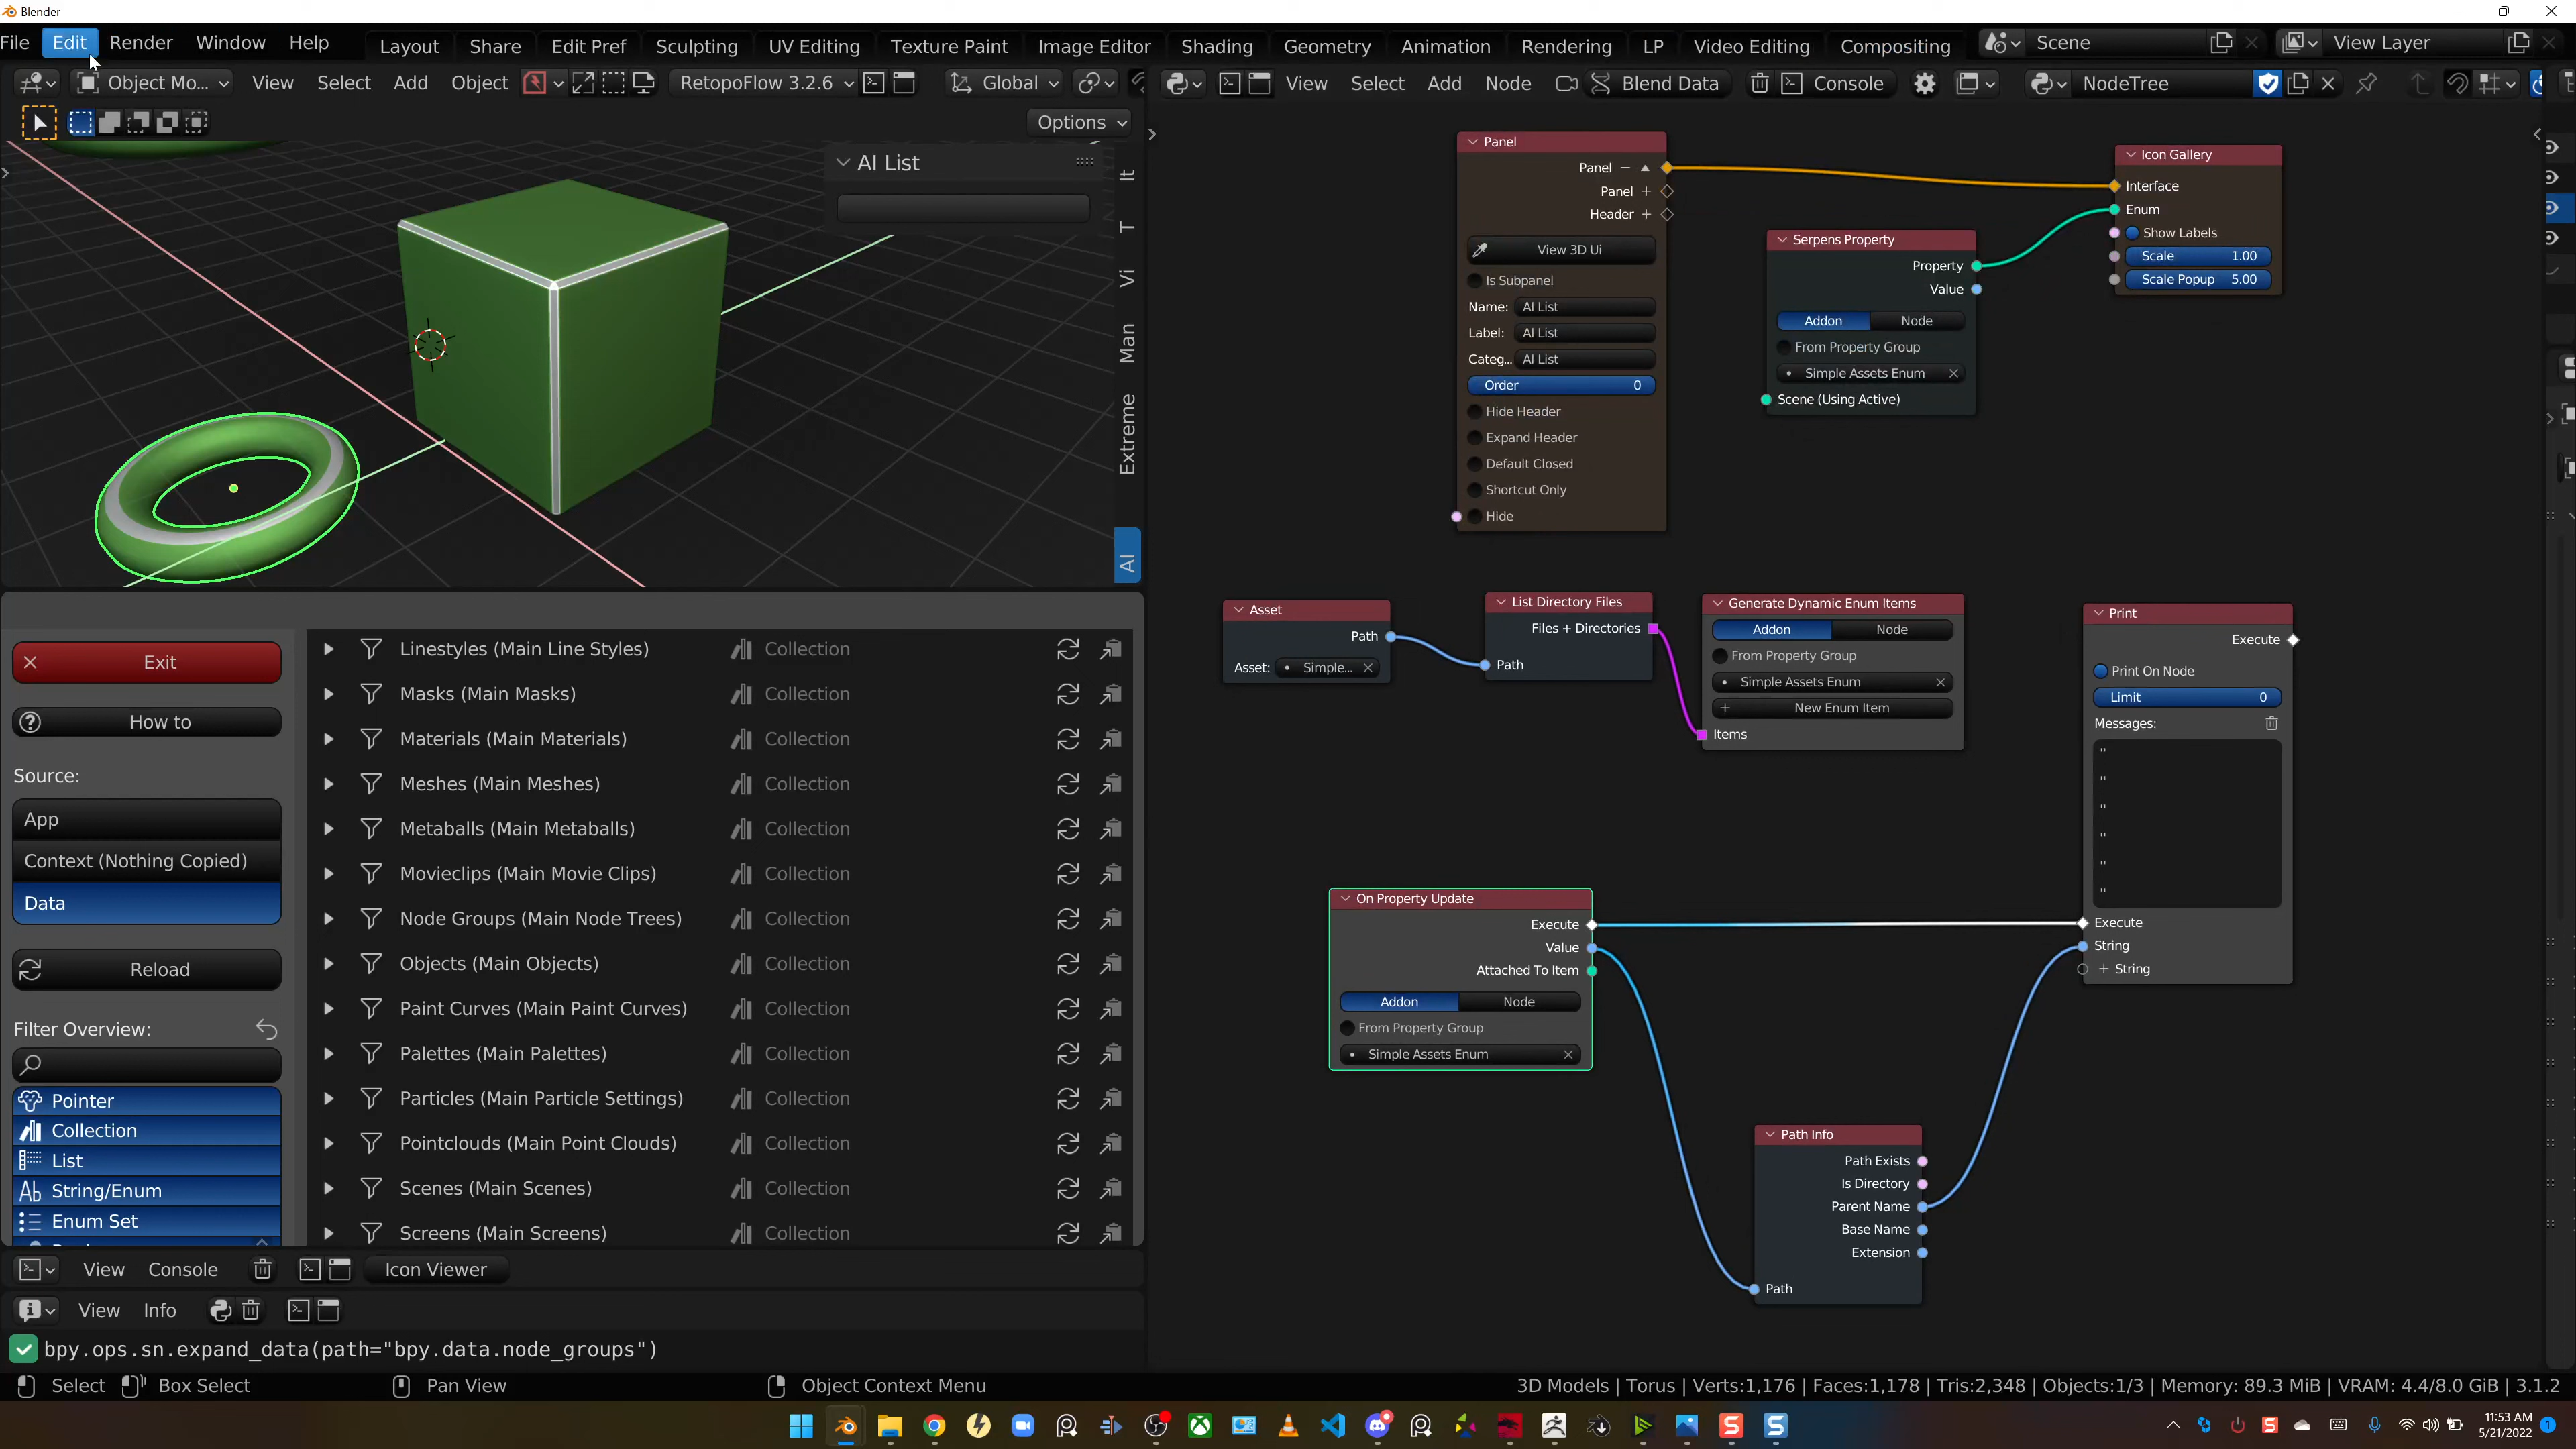 Blender
File Edit Render Window Help Layout Share Edit Pref Sculpting UV Editing Texture Paint Image Editor Shading Geometry Animation Rendering LP Video Editing Compositing Scene View Layer
Object Mo... View Select Add Object RetopoFlow 3.2.6 Global
View Select Add Node Blend Data Console NodeTree
Options
AI List
It
T
Vi
Man
Extreme
AI
Panel
Panel
Panel
Header
View 3D Ui
Is Subpanel
Name: AI List
Label: AI List
Categ... AI List
Order 0
Hide Header
Expand Header
Default Closed
Shortcut Only
Hide
Serpens Property
Property
Value
Addon Node
From Property Group
Simple Assets Enum
Scene (Using Active)
Icon Gallery
Interface
Enum
Show Labels
Scale 1.00
Scale Popup 5.00
Asset
Path
Asset: Simple...
List Directory Files
Files + Directories
Path
Generate Dynamic Enum Items
Addon Node
From Property Group
Simple Assets Enum
New Enum Item
Items
Print
Execute
Print On Node
Limit 0
Messages:
''
''
''
''
''
''
Execute
String
String
On Property Update
Execute
Value
Attached To Item
Addon Node
From Property Group
Simple Assets Enum
Path Info
Path Exists
Is Directory
Parent Name
Base Name
Extension
Path
Exit
How to
Source:
App
Context (Nothing Copied)
Data
Reload
Filter Overview:
Pointer
Collection
List
String/Enum
Enum Set
Linestyles (Main Line Styles) Collection
Masks (Main Masks) Collection
Materials (Main Materials) Collection
Meshes (Main Meshes) Collection
Metaballs (Main Metaballs) Collection
Movieclips (Main Movie Clips) Collection
Node Groups (Main Node Trees) Collection
Objects (Main Objects) Collection
Paint Curves (Main Paint Curves) Collection
Palettes (Main Palettes) Collection
Particles (Main Particle Settings) Collection
Pointclouds (Main Point Clouds) Collection
Scenes (Main Scenes) Collection
Screens (Main Screens) Collection
View Console Icon Viewer
View Info
bpy.ops.sn.expand_data(path="bpy.data.node_groups")
Select Box Select Pan View Object Context Menu
3D Models | Torus | Verts:1,176 | Faces:1,178 | Tris:2,348 | Objects:1/3 | Memory: 89.3 MiB | VRAM: 4.4/8.0 GiB | 3.1.2
11:53 AM
5/21/2022
1